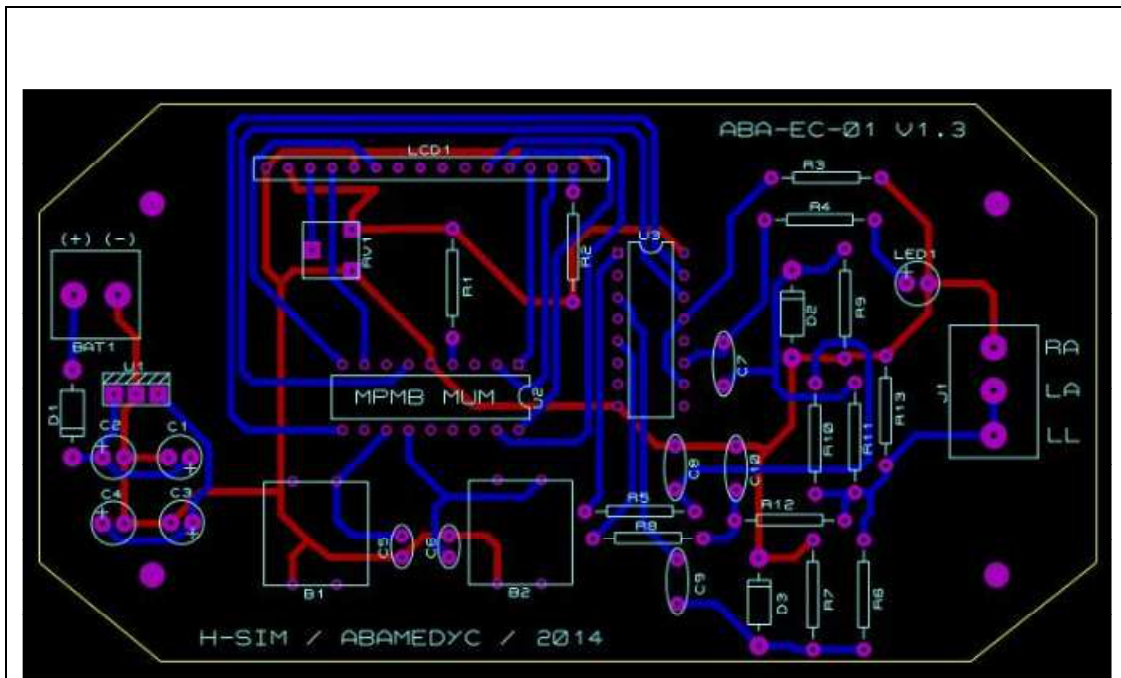 ABA-EC-01 V1.3
LCD1
R3
R4
U3
(+) (-)
RV1
R1
R2
LED1
D2
R9
BAT1
RA
U1
C7
MPMB MUM
U2
J1
LA
D1
C2
C1
R10
R11
R13
LL
C8
C10
C4
C3
R5
R12
R8
C5
C6
B1
B2
C9
D3
R7
R6
H-SIM / ABAMEDYC / 2014